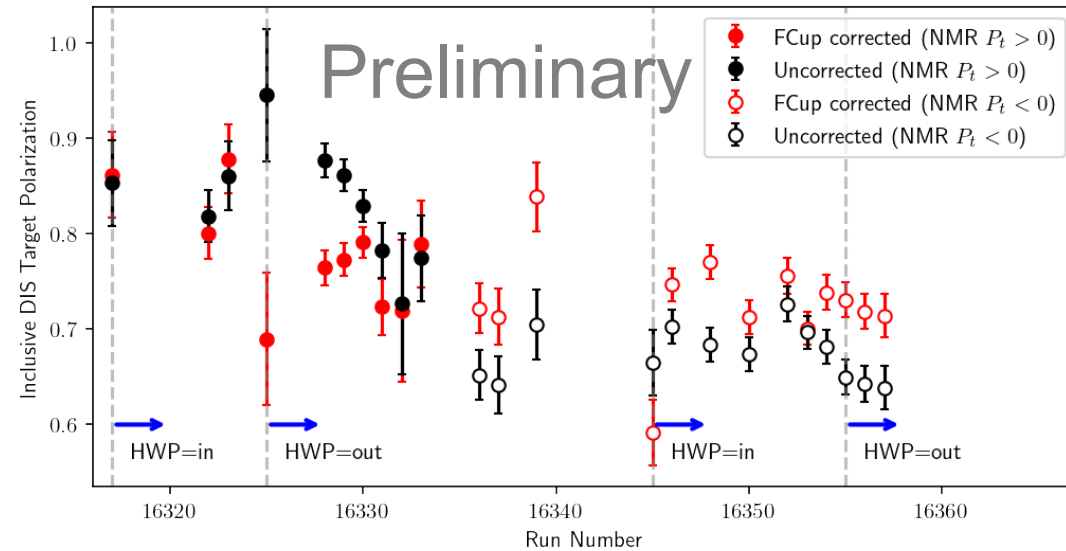 Preliminary
FCup corrected (NMR $P_t > 0$)
Uncorrected (NMR $P_t > 0$)
FCup corrected (NMR $P_t < 0$)
Uncorrected (NMR $P_t < 0$)
Inclusive DIS Target Polarization
1.0
0.9
0.8
0.7
0.6
HWP=in
HWP=out
HWP=in
HWP=out
16320
16330
16340
16350
16360
Run Number